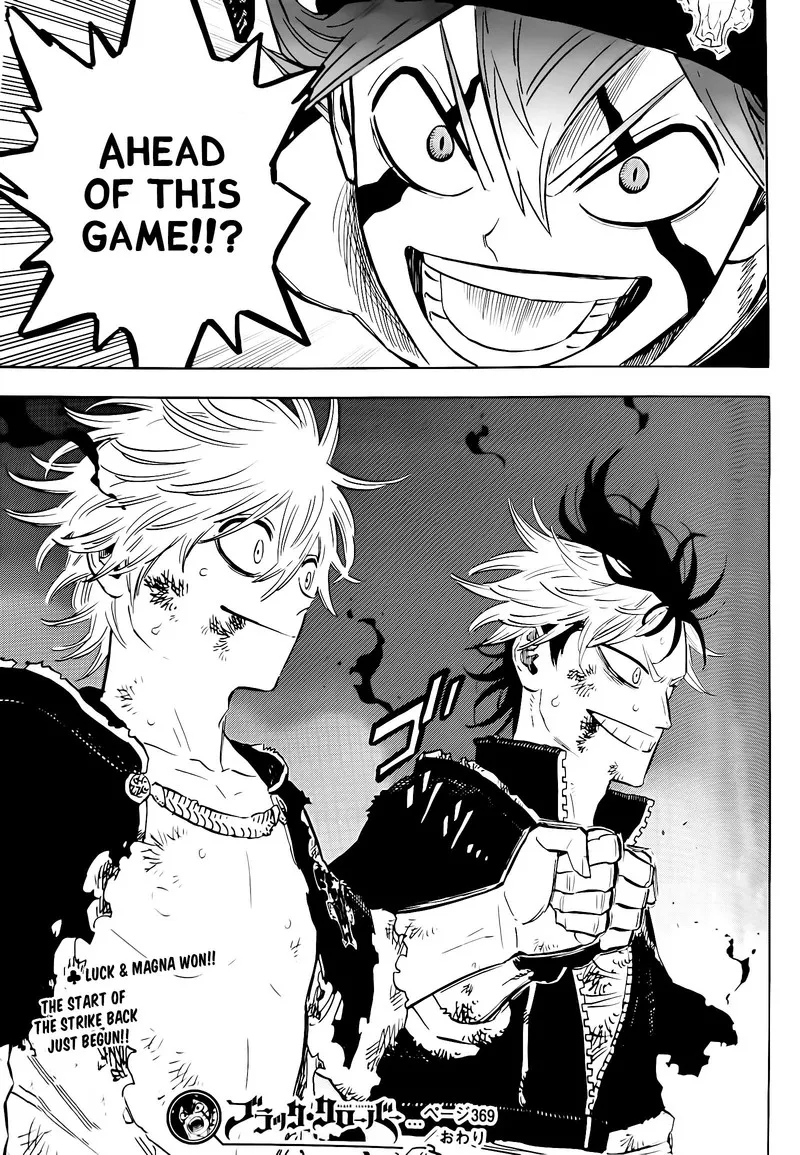 AHEAD
OF THIS
GAME!!?
ゴ
♣ LUCK & MAGNA WON!!
THE START OF
THE STRIKE BACK
JUST BEGUN!!
ブラック・クローバー… ページ369
／おわり